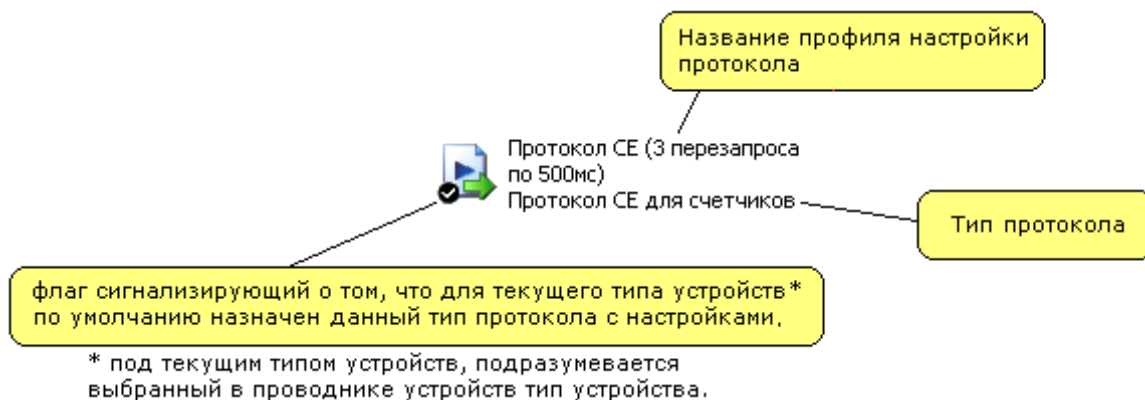 Название профиля настройки
протокола
Протокол CE (3 перезапроса
по 500мс)
Протокол CE для счетчиков
Тип протокола
флаг сигнализирующий о том, что для текущего типа устройств*
по умолчанию назначен данный тип протокола с настройками.
* под текущим типом устройств, подразумевается
выбранный в проводнике устройств тип устройства.